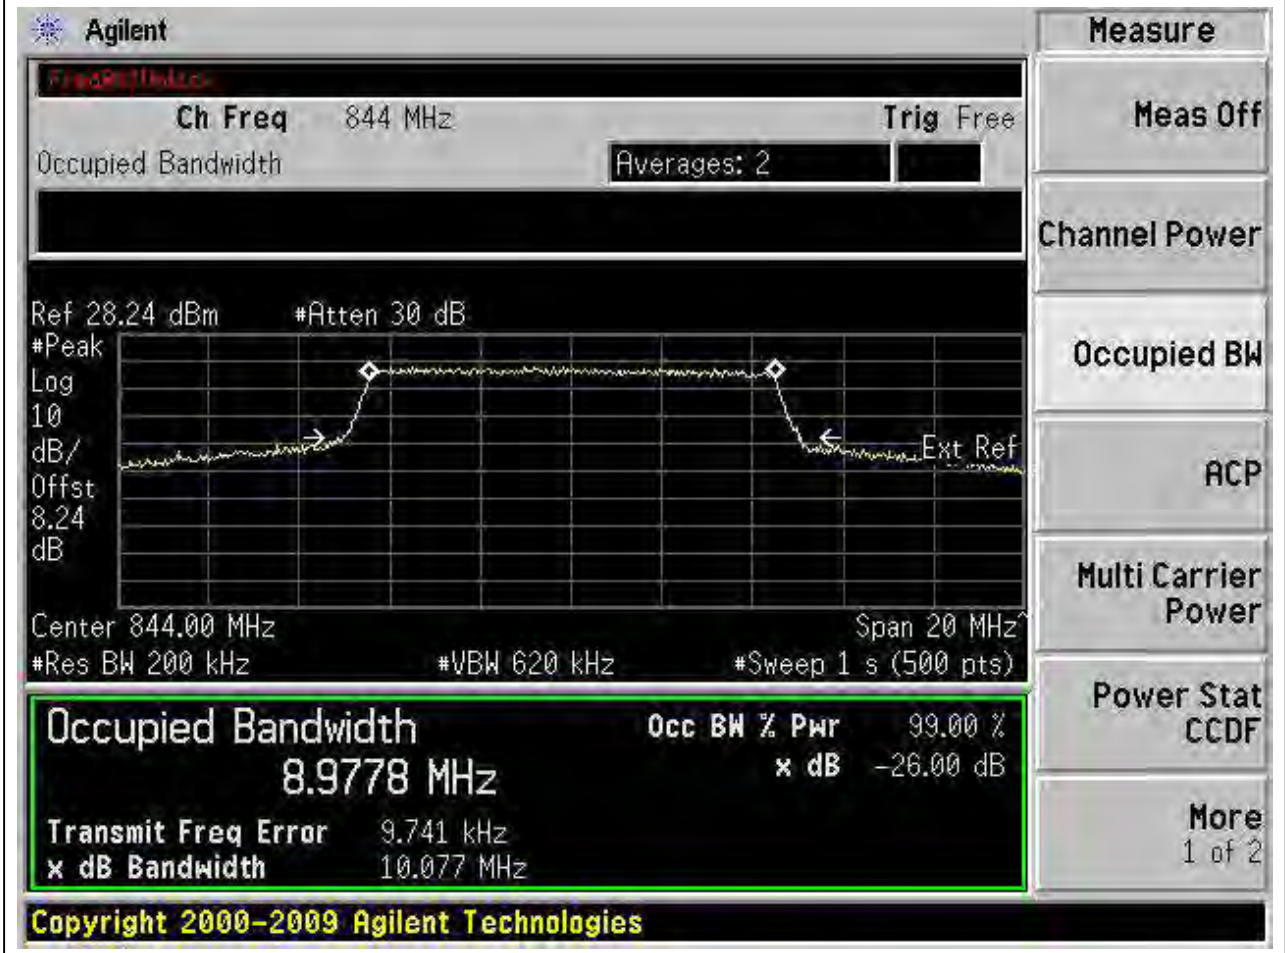 Agilent
Measure
Ch Freq 844 MHz Trig Free
Occupied Bandwidth Averages: 2
Meas Off
Channel Power
Occupied BW
ACP
Multi Carrier
Power
Power Stat
CCDF
More
1 of 2
Ref 28.24 dBm #Atten 30 dB
#Peak
Log
10
dB/
Offst
8.24
dB
Ext Ref
Center 844.00 MHz Span 20 MHz^
#Res BW 200 kHz #VBW 620 kHz #Sweep 1 s (500 pts)
Occupied Bandwidth Occ BW % Pwr 99.00 %
8.9778 MHz x dB -26.00 dB
Transmit Freq Error 9.741 kHz
x dB Bandwidth 10.077 MHz
Copyright 2000-2009 Agilent Technologies